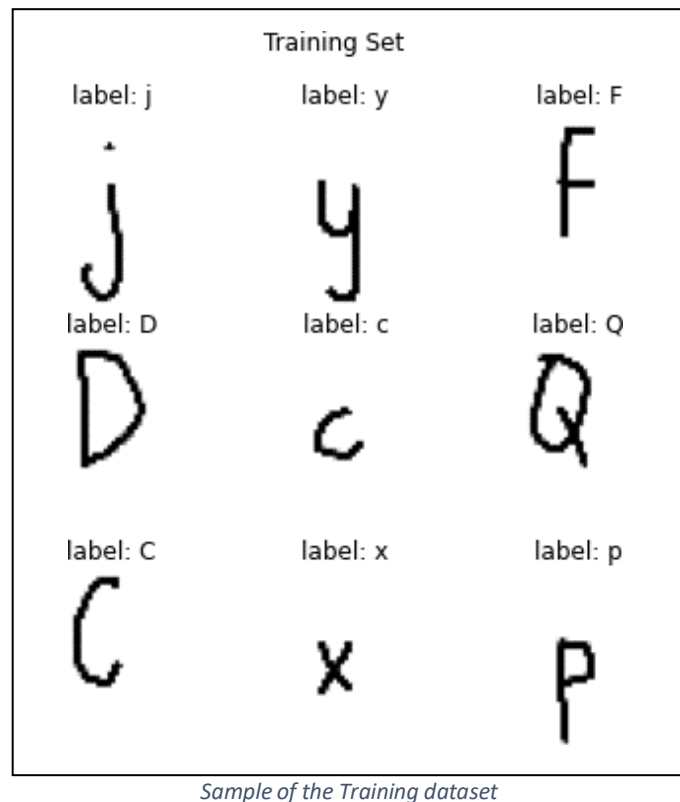 Training Set
label: j label: y label: F
j y F
label: D label: c label: Q
D c Q
label: C label: x label: p
C x p
Sample of the Training dataset